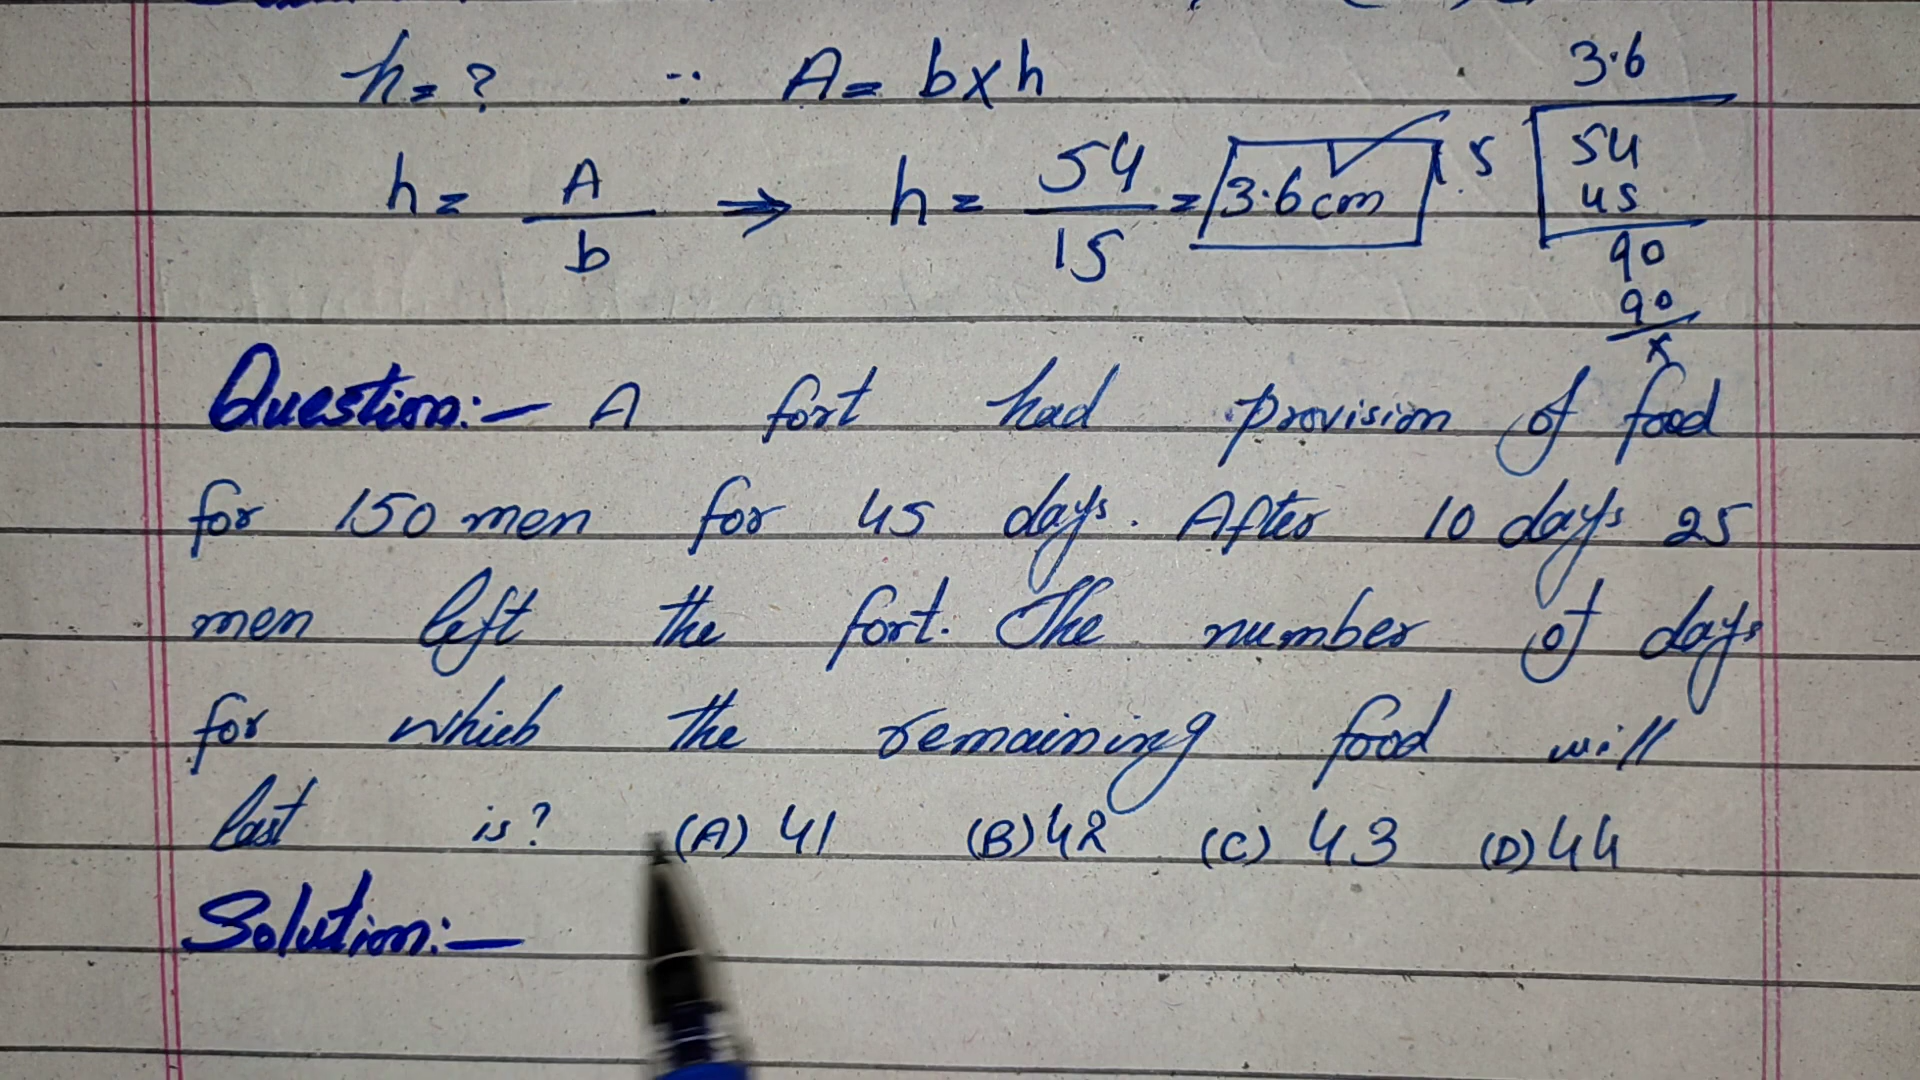 h = ? ∵ A = b×h 3.6
h = A/b ⇒ h = 54/15 = 3.6cm 15 54
45
90
90
x
Question:- A fort had provision of food
for 150 men for 45 days. After 10 days 25
men left the fort. The number of days
for which the remaining food will
last is? (A) 41 (B) 42 (C) 43 (D) 44
Solution:-